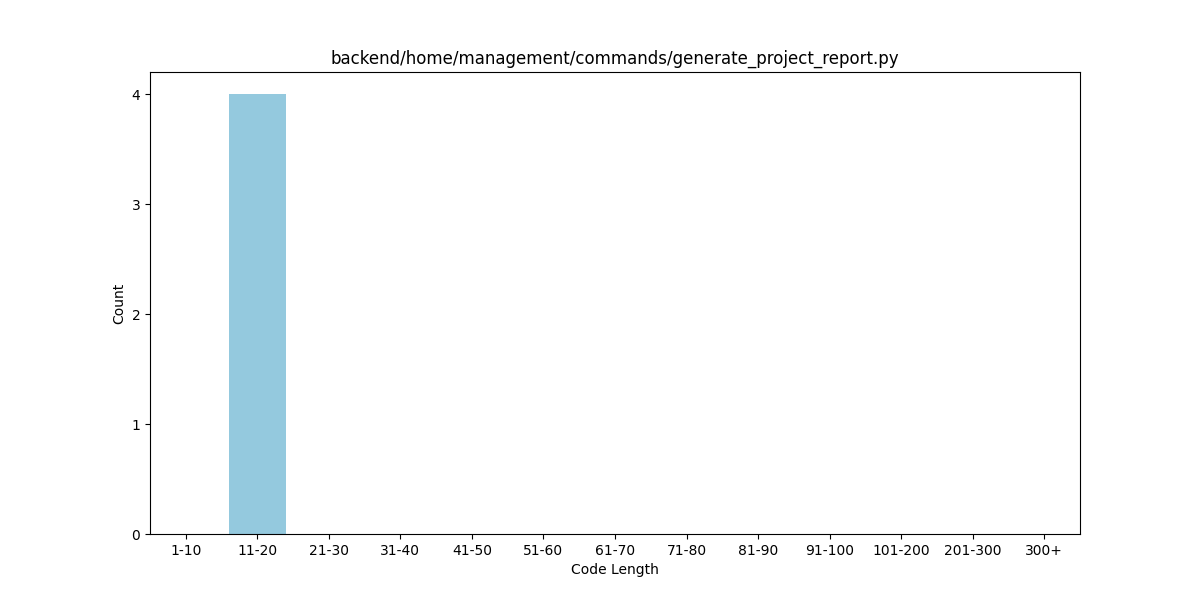 backend/home/management/commands/generate_project_report.py
4
3
2
1
0
Count
1-10 11-20 21-30 31-40 41-50 51-60 61-70 71-80 81-90 91-100 101-200 201-300 300+
Code Length